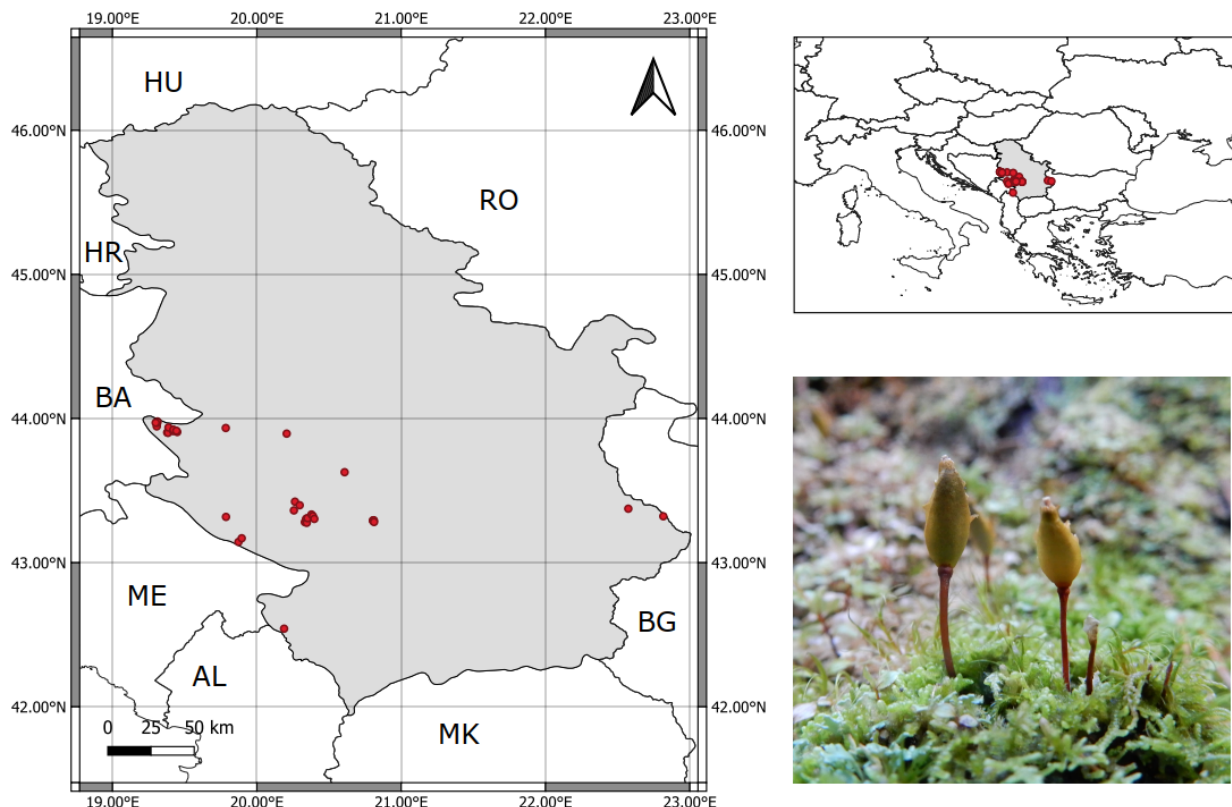 19.00°E 20.00°E 21.00°E 22.00°E 23.00°E
HU
46.00°N 46.00°N
RO
HR
45.00°N 45.00°N
BA
44.00°N 44.00°N
43.00°N 43.00°N
ME
BG
AL
42.00°N 42.00°N
0 25 50 km
MK
19.00°E 20.00°E 21.00°E 22.00°E 23.00°E